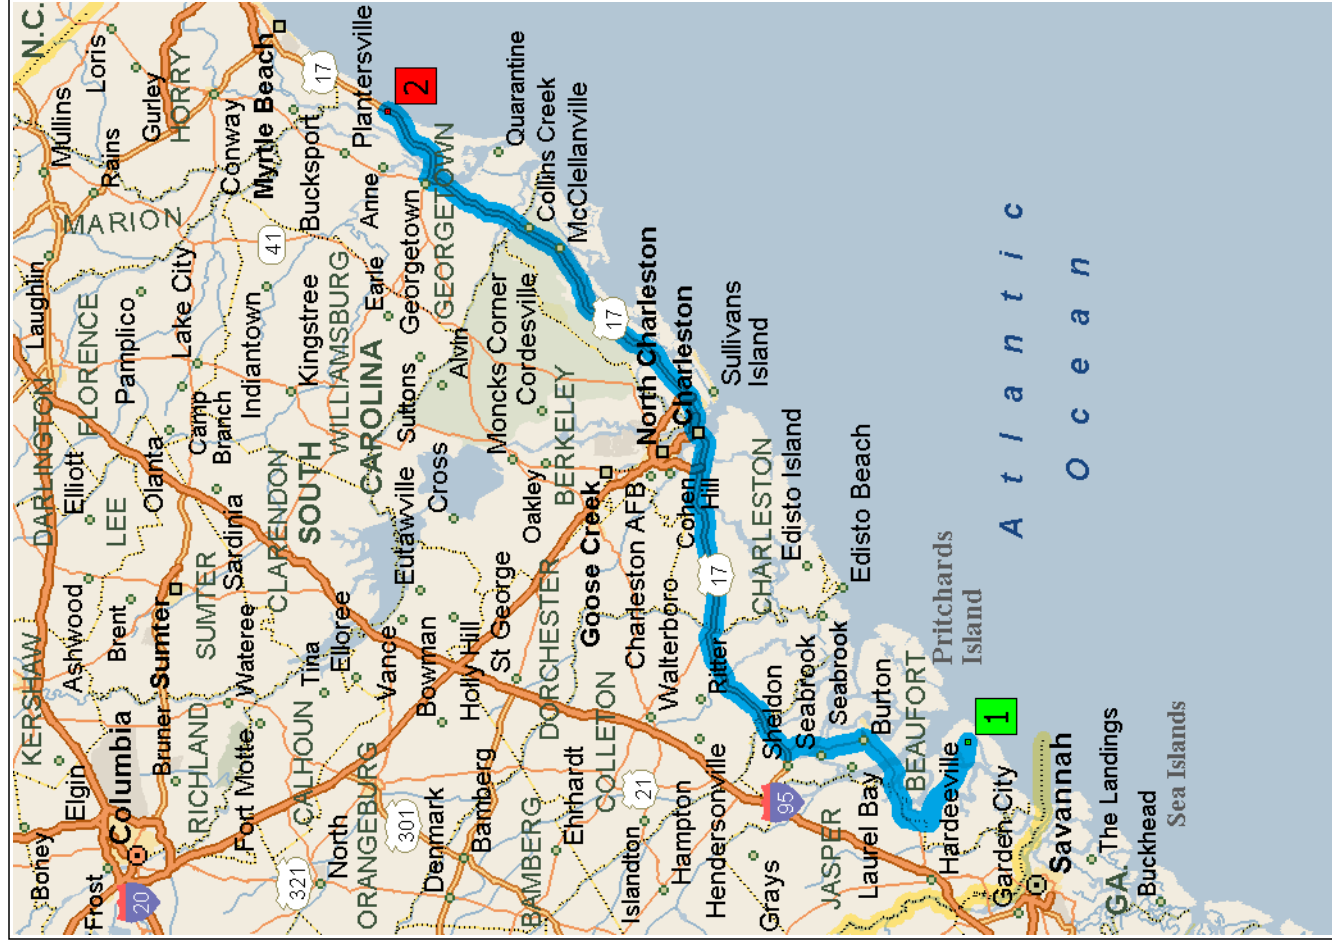 N.C.
Mullins
Loris
Laughlin
Rains
Gurley
DARLINGTON
MARION
HORRY
KERSHAW
Elliott
FLORENCE
Pamplico
Conway
Boney
Elgin
Ashwood
LEE
Olanta
Lake City
Myrtle Beach
Frost
Columbia
Brent
Camp
Branch
Indiantown
41
Bucksport
17
20
Bruner
Sumter
SUMTER
Sardinia
Kingstree
Plantersville
RICHLAND
Wateree
CLARENDON
SOUTH
CAROLINA
WILLIAMSBURG
Anne
2
Fort Motte
Tina
Elloree
Earle
Georgetown
GEORGETOWN
321
CALHOUN
Vance
Eutawville
Suttons
Alvin
Quarantine
North
ORANGEBURG
Bowman
Cross
Moncks Corner
Collins Creek
301
Holly Hill
Cordesville
McClellanville
Denmark
St George
Oakley
BERKELEY
17
Bamberg
DORCHESTER
Goose Creek
North Charleston
BAMBERG
Ehrhardt
COLLETON
Charleston AFB
Charleston
Islandton
21
Walterboro
Cohen
Hill
Sullivans
Island
Hampton
Ritter
17
CHARLESTON
Hendersonville
Sheldon
Edisto Island
Grays
95
Seabrook
Seabrook
Edisto Beach
JASPER
Laurel Bay
Burton
BEAUFORT
Pritchards
Island
Hardeeville
1
Atlantic
Ocean
Garden City
Savannah
The Landings
GA.
Buckhead
Sea Islands